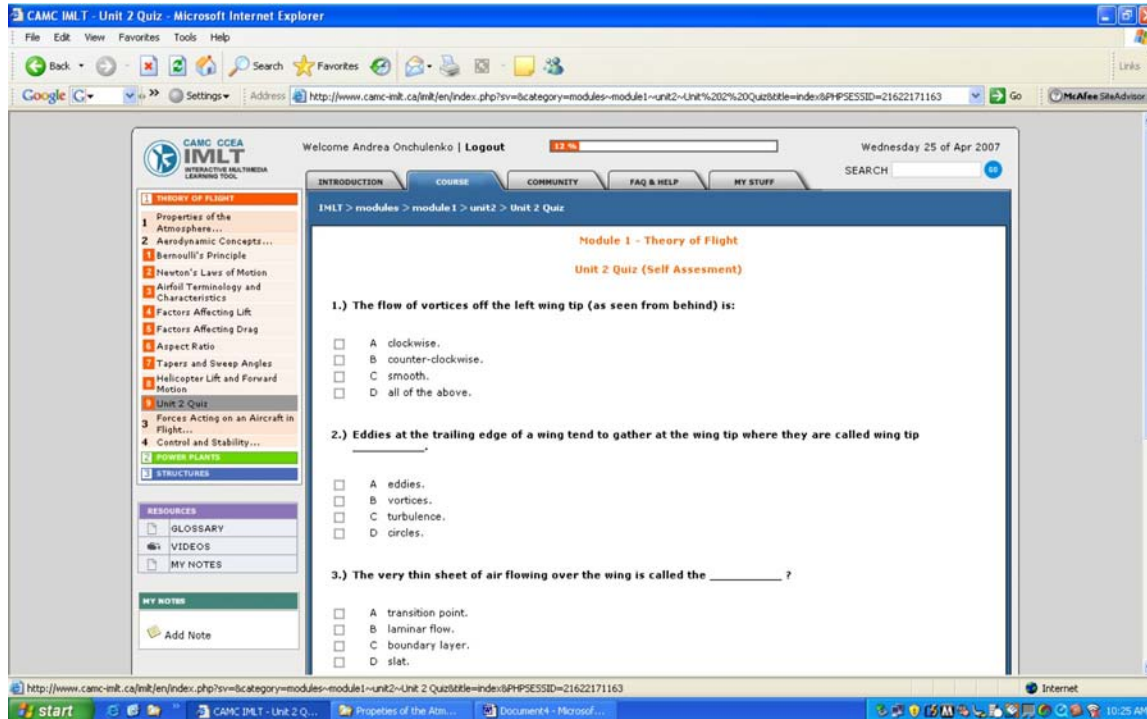 CAMC IMLT - Unit 2 Quiz - Microsoft Internet Explorer
File Edit View Favorites Tools Help
Back Search Favorites Links
Google G Settings Address http://www.camc-imlt.ca/imlt/en/index.php?sv=&category=modules~module1~unit2~Unit%202%20Quiz&title=index&PHPSESSID=21622171163 Go McAfee SiteAdvisor
CAMC CCEA
IMLT
INTERACTIVE MULTIMEDIA
LEARNING TOOL
Welcome Andrea Onchulenko | Logout 12 % Wednesday 25 of Apr 2007
SEARCH GO
INTRODUCTION COURSE COMMUNITY FAQ & HELP MY STUFF
IMLT > modules > module1 > unit2 > Unit 2 Quiz
1 THEORY OF FLIGHT
1 Properties of the
Atmosphere...
2 Aerodynamic Concepts...
1 Bernoulli's Principle
2 Newton's Laws of Motion
3 Airfoil Terminology and
Characteristics
4 Factors Affecting Lift
5 Factors Affecting Drag
6 Aspect Ratio
7 Tapers and Sweep Angles
8 Helicopter Lift and Forward
Motion
9 Unit 2 Quiz
3 Forces Acting on an Aircraft in
Flight...
4 Control and Stability...
2 POWER PLANTS
3 STRUCTURES
RESOURCES
GLOSSARY
VIDEOS
MY NOTES
MY NOTES
Add Note
Module 1 - Theory of Flight
Unit 2 Quiz (Self Assesment)
1.) The flow of vortices off the left wing tip (as seen from behind) is:
A clockwise.
B counter-clockwise.
C smooth.
D all of the above.
2.) Eddies at the trailing edge of a wing tend to gather at the wing tip where they are called wing tip
__________.
A eddies.
B vortices.
C turbulence.
D circles.
3.) The very thin sheet of air flowing over the wing is called the __________ ?
A transition point.
B laminar flow.
C boundary layer.
D slat.
http://www.camc-imlt.ca/imlt/en/index.php?sv=&category=modules~module1~unit2~Unit 2 Quiz&title=index&PHPSESSID=21622171163 Internet
start CAMC IMLT - Unit 2 Q... Propeties of the Atm... Document4 - Microsof... 10:25 AM